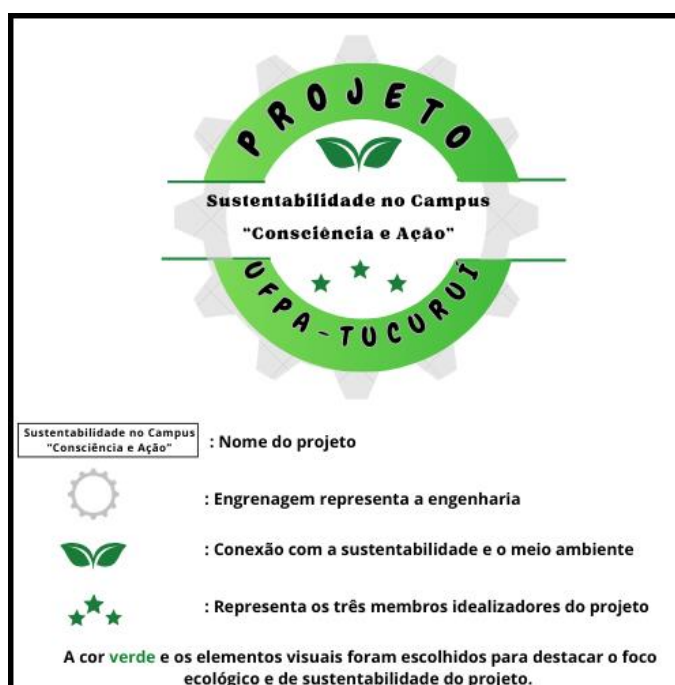 PROJETO
Sustentabilidade no Campus
"Consciência e Ação"
UFPA-TUCURUÍ
Sustentabilidade no Campus
"Consciência e Ação"
: Nome do projeto
: Engrenagem representa a engenharia
: Conexão com a sustentabilidade e o meio ambiente
: Representa os três membros idealizadores do projeto
A cor verde e os elementos visuais foram escolhidos para destacar o foco
ecológico e de sustentabilidade do projeto.